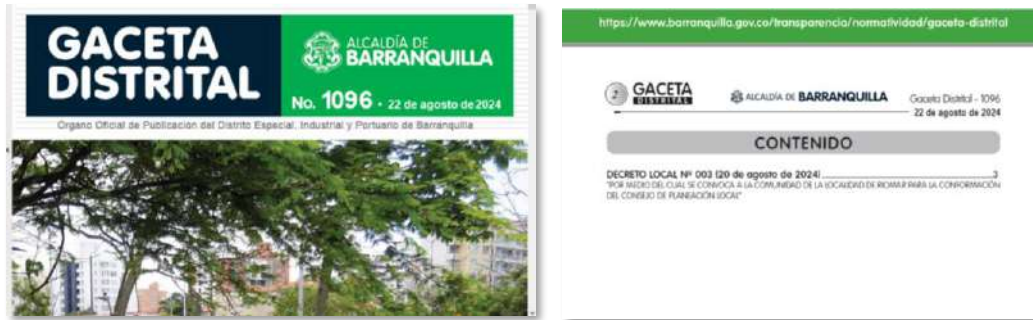 GACETA
DISTRITAL
ALCALDÍA DE
BARRANQUILLA
No. 1096 • 22 de agosto de 2024
Organo Oficial de Publicación del Distrito Especial, Industrial y Portuario de Barranquilla
https://www.barranquilla.gov.co/transparencia/normatividad/gaceta-distrital
2
GACETA
DISTRITAL
ALCALDÍA DE BARRANQUILLA
Gaceta Distrital - 1096
22 de agosto de 2024
CONTENIDO
DECRETO LOCAL Nº 003 (20 de agosto de 2024) 3
"POR MEDIO DEL CUAL SE CONVOCA A LA COMUNIDAD DE LA LOCALIDAD DE RIOMAR PARA LA CONFORMACIÓN
DEL CONSEJO DE PLANEACIÓN LOCAL"